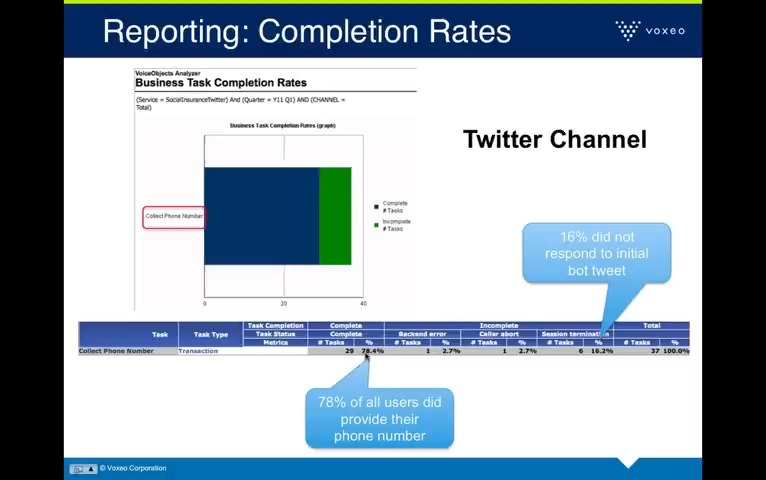 Reporting: Completion Rates
voxeo
VoiceObjects Analyzer
Business Task Completion Rates
(Service = SocialInsuranceTwitter) And (Quarter = Y11 Q1) AND (CHANNEL =
Total)
Business Task Completion Rates (graph)
Twitter Channel
Collect Phone Number
Complete
# Tasks
Incomplete
# Tasks
0 20 40
16% did not
respond to initial
bot tweet
Task Completion Complete Incomplete Total
Task Task Type Task Status Complete Backend error Caller abort Session termination
Metrics # Tasks % # Tasks % # Tasks % # Tasks % # Tasks %
Collect Phone Number Transaction 29 78.4% 1 2.7% 1 2.7% 6 16.2% 37 100.0%
78% of all users did
provide their
phone number
© Voxeo Corporation